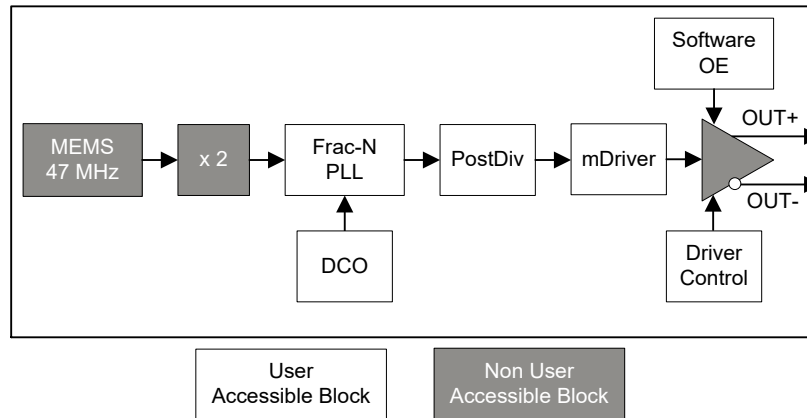 Software
OE
OUT+
MEMS
47 MHz
x 2
Frac-N
PLL
PostDiv
mDriver
OUT-
DCO
Driver
Control
User
Accessible Block
Non User
Accessible Block